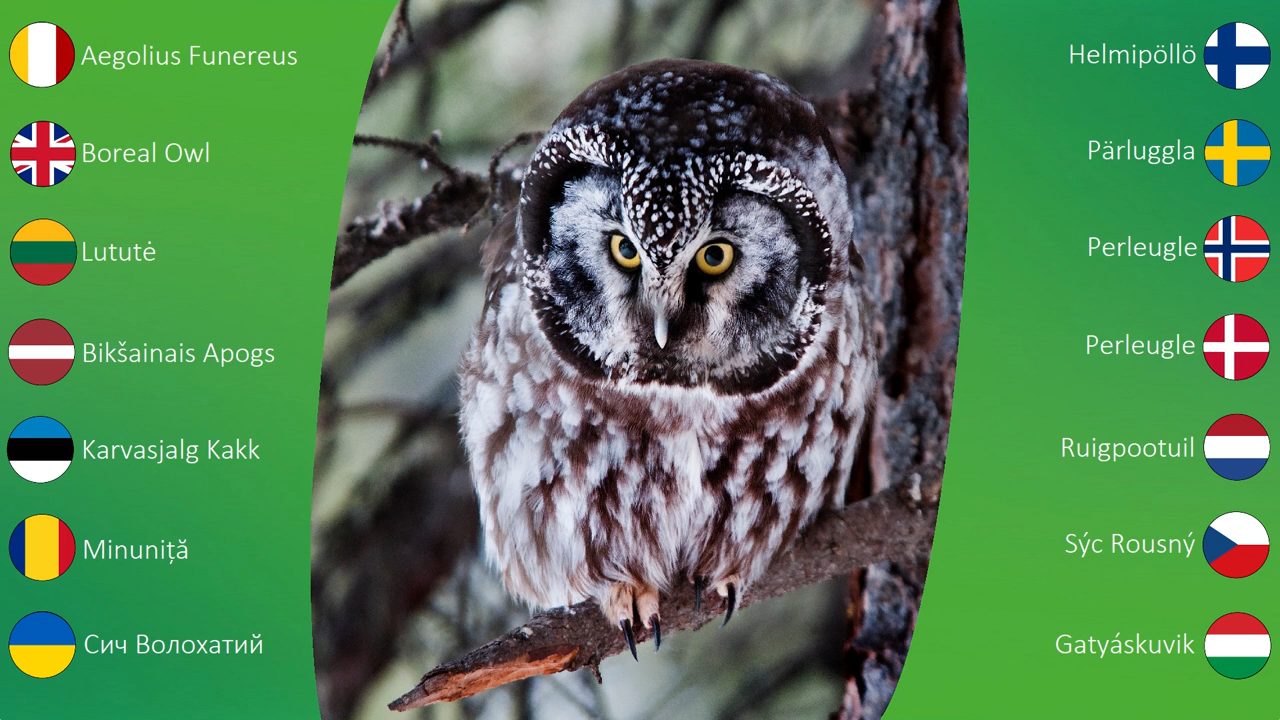 Aegolius Funereus
Boreal Owl
Lututė
Bikšainais Apogs
Karvasjalg Kakk
Minuniță
Сич Волохатий
Helmipöllö
Pärluggla
Perleugle
Perleugle
Ruigpootuil
Sýc Rousný
Gatyáskuvik